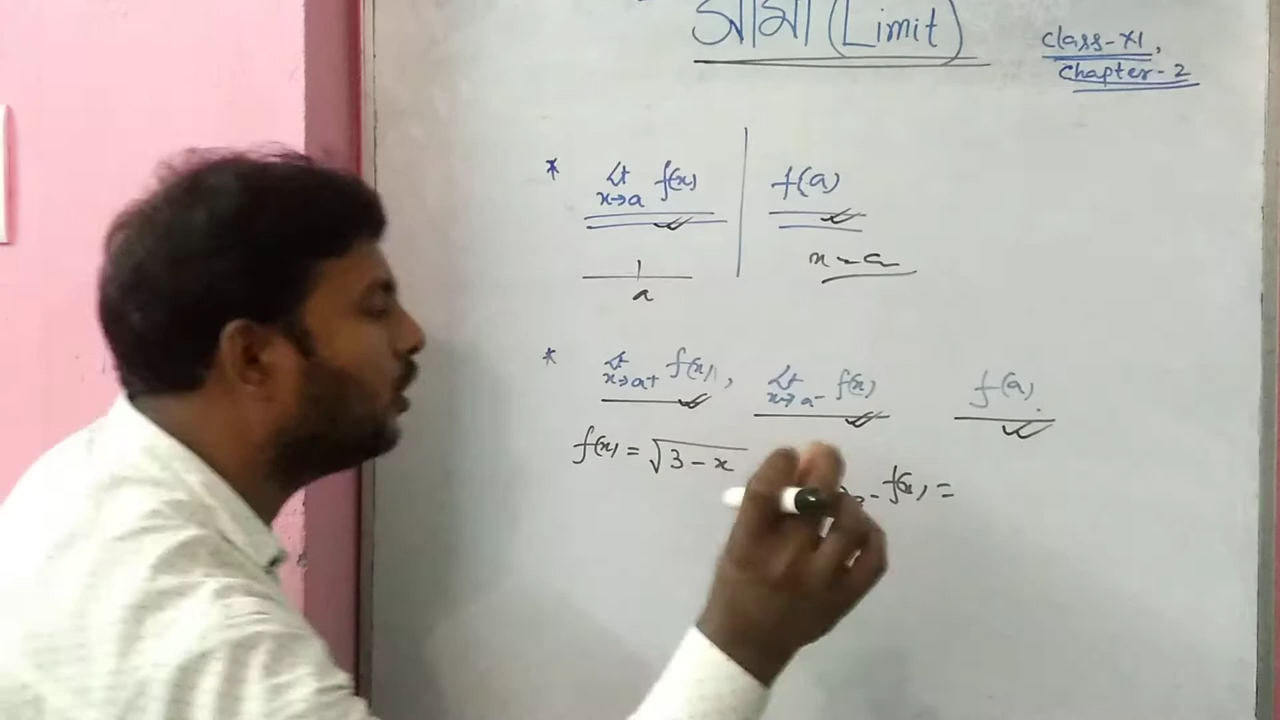 সীমা (Limit)
Class-XI,
Chapter-2
* Lt x→a f(x) | f(a)
a
x = a
* Lt x→a+ f(x), Lt x→a- f(x) f(a).
f(x) = √3-x
f(x) =